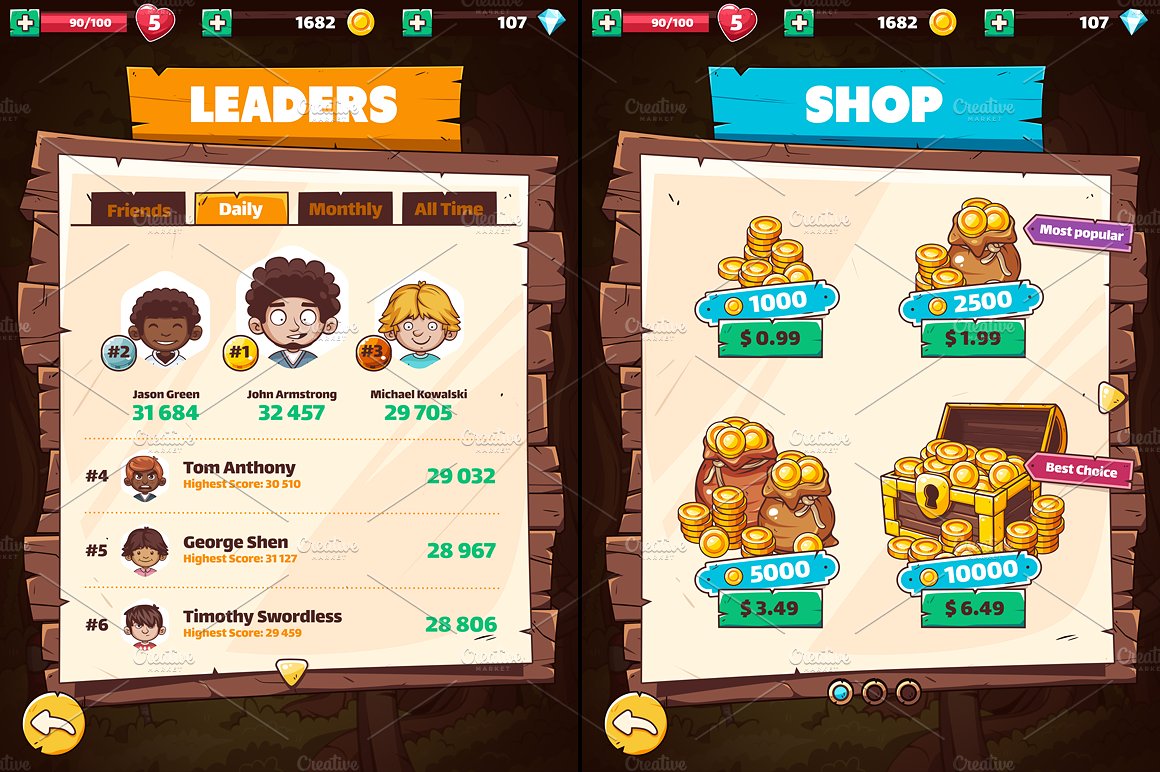 90/100 5 1682 107
LEADERS
Friends Daily Monthly All Time
#2 #1 #3
Jason Green John Armstrong Michael Kowalski
31 684 32 457 29 705
#4 Tom Anthony 29 032
Highest Score: 30 510
#5 George Shen 28 967
Highest Score: 31 127
#6 Timothy Swordless 28 806
Highest Score: 29 459
90/100 5 1682 107
SHOP
Most popular
1000 2500
$ 0.99 $ 1.99
Best Choice
5000 10000
$ 3.49 $ 6.49
Creative
MARKET